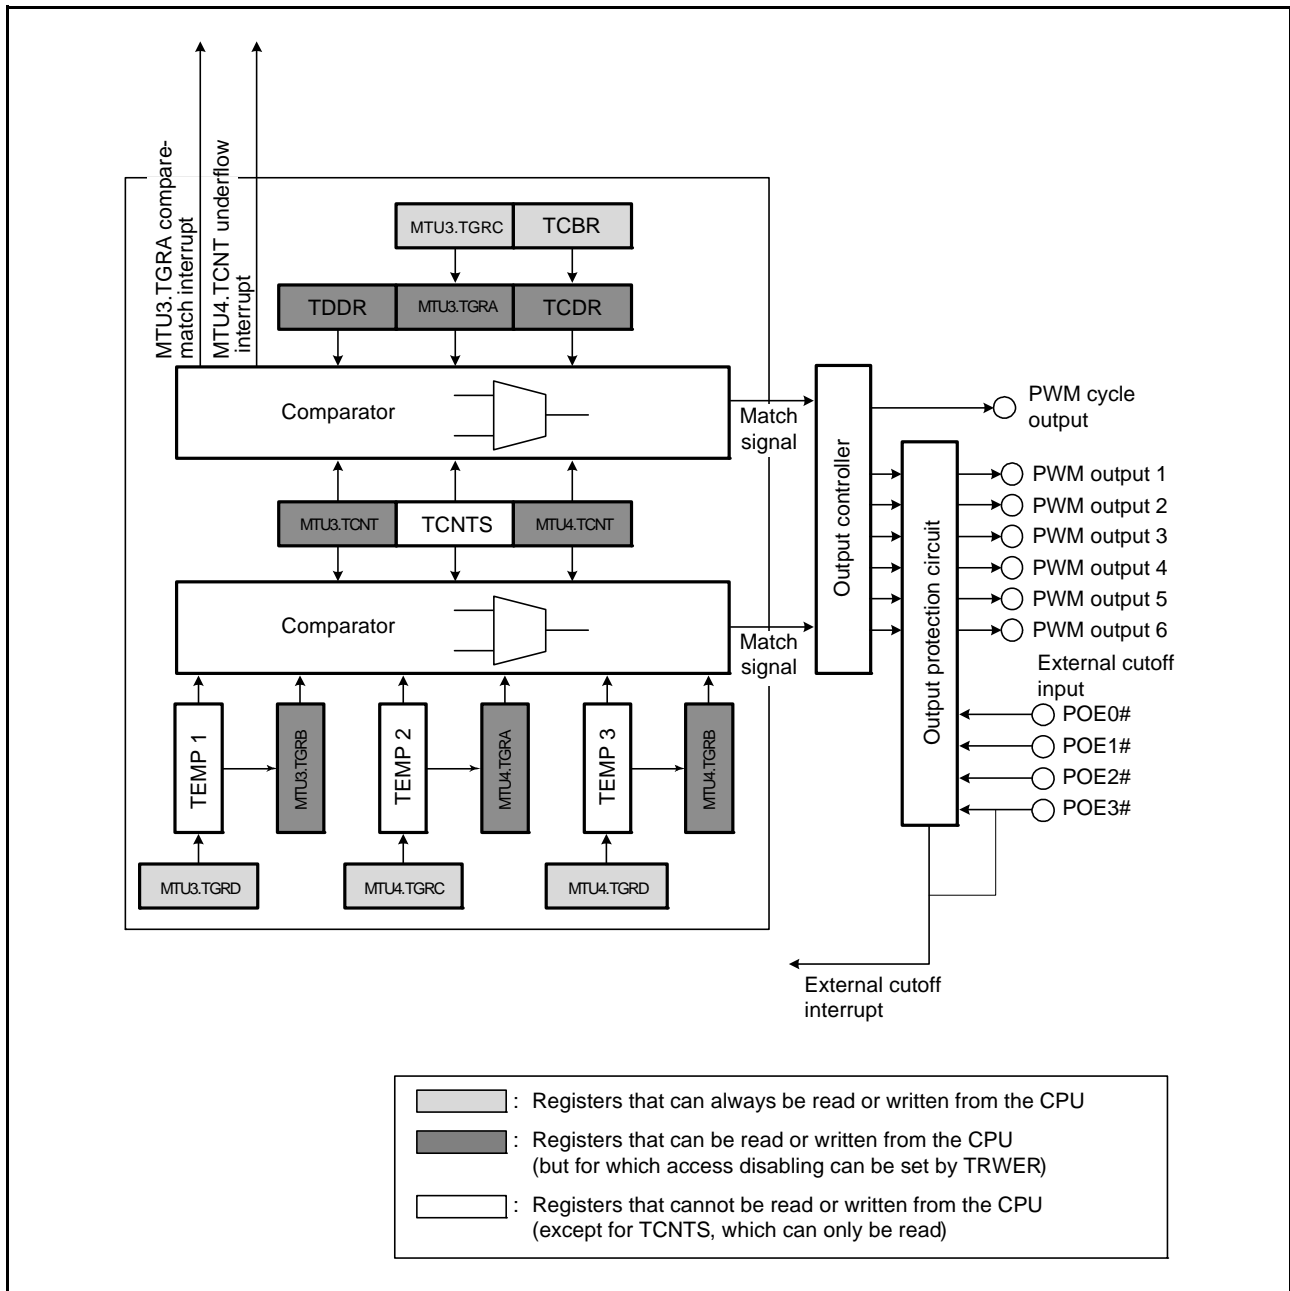 MTU3.TGRA compare-
match interrupt
MTU4.TCNT underflow
interrupt
MTU3.TGRC
TCBR
TDDR
MTU3.TGRA
TCDR
Comparator
Match
signal
MTU3.TCNT
TCNTS
MTU4.TCNT
Comparator
Match
signal
TEMP 1
MTU3.TGRB
TEMP 2
MTU4.TGRA
TEMP 3
MTU4.TGRB
MTU3.TGRD
MTU4.TGRC
MTU4.TGRD
Output controller
Output protection circuit
PWM cycle
output
PWM output 1
PWM output 2
PWM output 3
PWM output 4
PWM output 5
PWM output 6
External cutoff
input
POE0#
POE1#
POE2#
POE3#
External cutoff
interrupt
: Registers that can always be read or written from the CPU
: Registers that can be read or written from the CPU
(but for which access disabling can be set by TRWER)
: Registers that cannot be read or written from the CPU
(except for TCNTS, which can only be read)